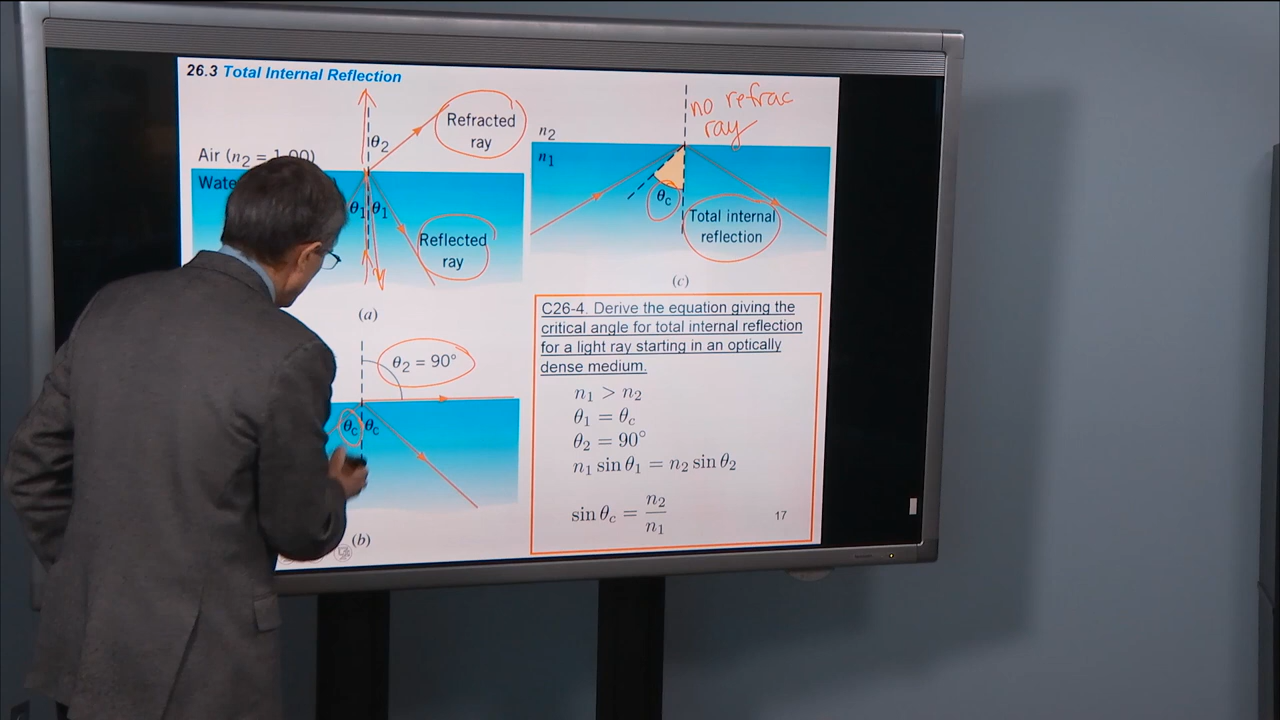 26.3 Total Internal Reflection
Refracted
ray
θ2
Air (n2 = 1.00)
θ1 θ1
Reflected
ray
(a)
no refrac
ray
n2
n1
θc
Total internal
reflection
(c)
θ2 = 90°
θc θc
(b)
C26-4. Derive the equation giving the
critical angle for total internal reflection
for a light ray starting in an optically
dense medium.
n1 > n2
θ1 = θc
θ2 = 90°
n1 sin θ1 = n2 sin θ2
sin θc = n2/n1
17